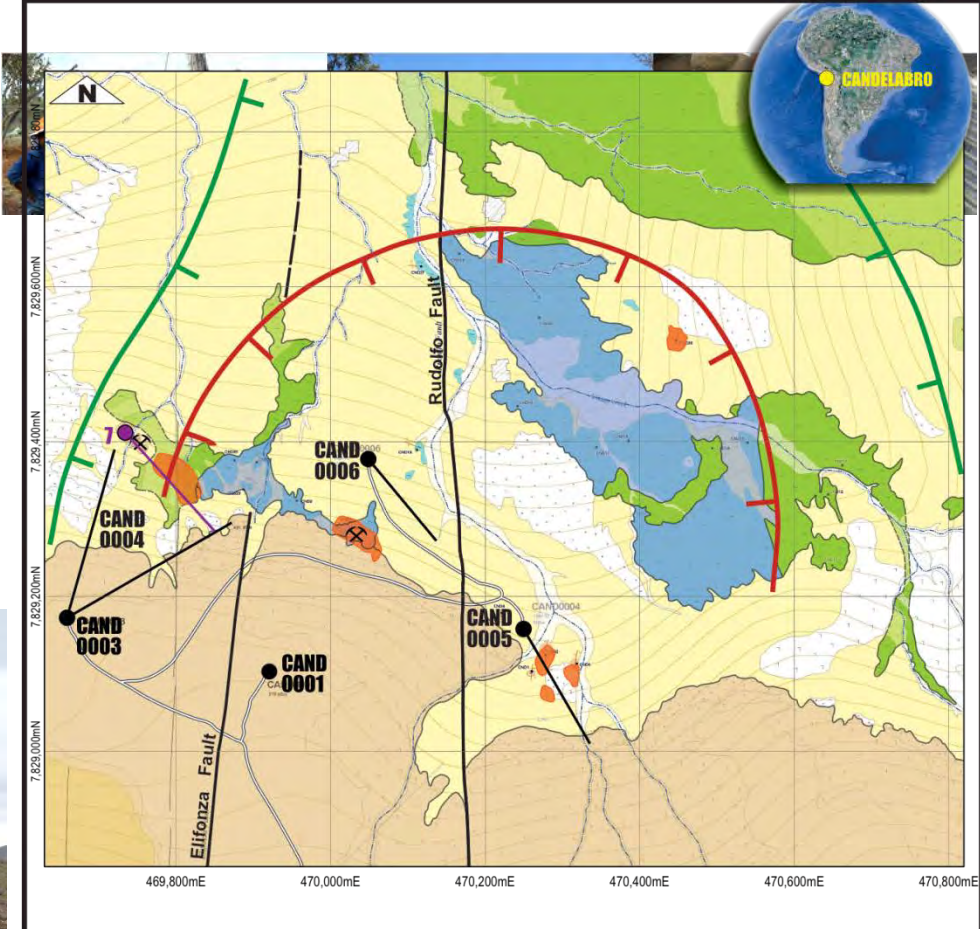 CANDELABRO
N
7,829,600mN
Rudolfo Fault
7,829,400mN
7
CAND
0006
CAND
0004
7,829,200mN
CAND
0005
CAND0004
CAND
0003
CAND
0001
7,829,000mN
Elifonza Fault
469,800mE
470,000mE
470,200mE
470,400mE
470,600mE
470,800mE